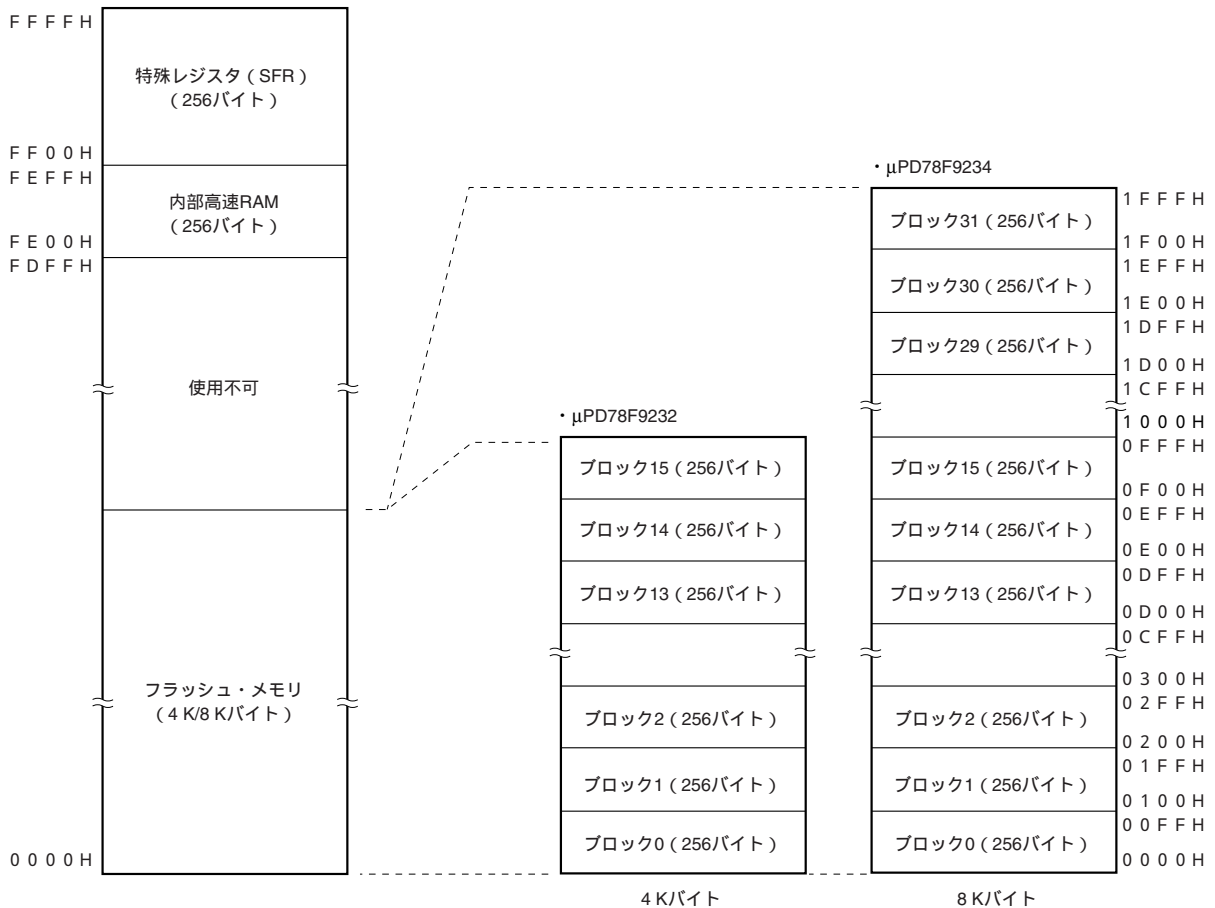 FFFFH
特殊レジスタ（SFR）
（256バイト）
FF00H
FEFFH
内部高速RAM
（256バイト）
FE00H
FDFFH
使用不可
フラッシュ・メモリ
（4 K/8 Kバイト）
0000H
・μPD78F9232
ブロック15（256バイト）
ブロック14（256バイト）
ブロック13（256バイト）
ブロック2（256バイト）
ブロック1（256バイト）
ブロック0（256バイト）
4 Kバイト
・μPD78F9234
ブロック31（256バイト）
ブロック30（256バイト）
ブロック29（256バイト）
ブロック15（256バイト）
ブロック14（256バイト）
ブロック13（256バイト）
ブロック2（256バイト）
ブロック1（256バイト）
ブロック0（256バイト）
8 Kバイト
1FFFH
1F00H
1EFFH
1E00H
1DFFH
1D00H
1CFFH
1000H
0FFFH
0F00H
0EFFH
0E00H
0DFFH
0D00H
0CFFH
0300H
02FFH
0200H
01FFH
0100H
00FFH
0000H